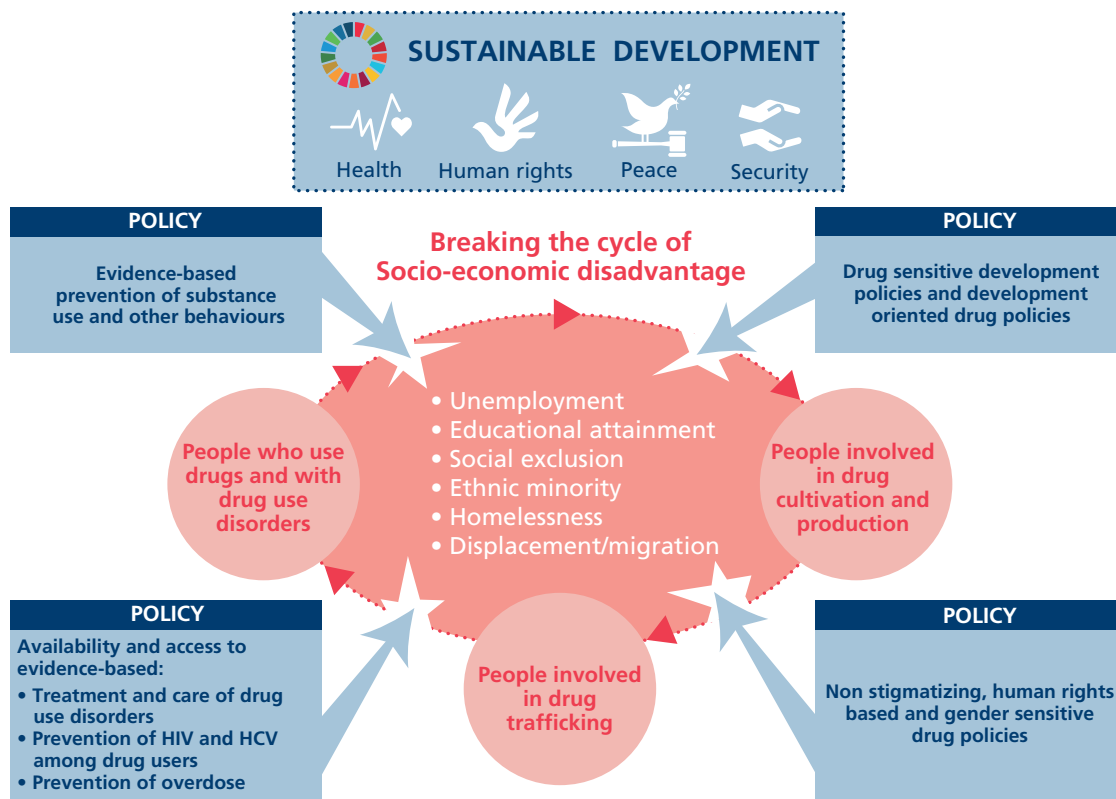 SUSTAINABLE DEVELOPMENT
Health
Human rights
Peace
Security
POLICY
Evidence-based
prevention of substance
use and other behaviours
Breaking the cycle of
Socio-economic disadvantage
POLICY
Drug sensitive development
policies and development
oriented drug policies
People who use
drugs and with
drug use
disorders
• Unemployment
• Educational attainment
• Social exclusion
• Ethnic minority
• Homelessness
• Displacement/migration
People involved
in drug
cultivation and
production
POLICY
Availability and access to
evidence-based:
• Treatment and care of drug
use disorders
• Prevention of HIV and HCV
among drug users
• Prevention of overdose
People involved
in drug
trafficking
POLICY
Non stigmatizing, human rights
based and gender sensitive
drug policies